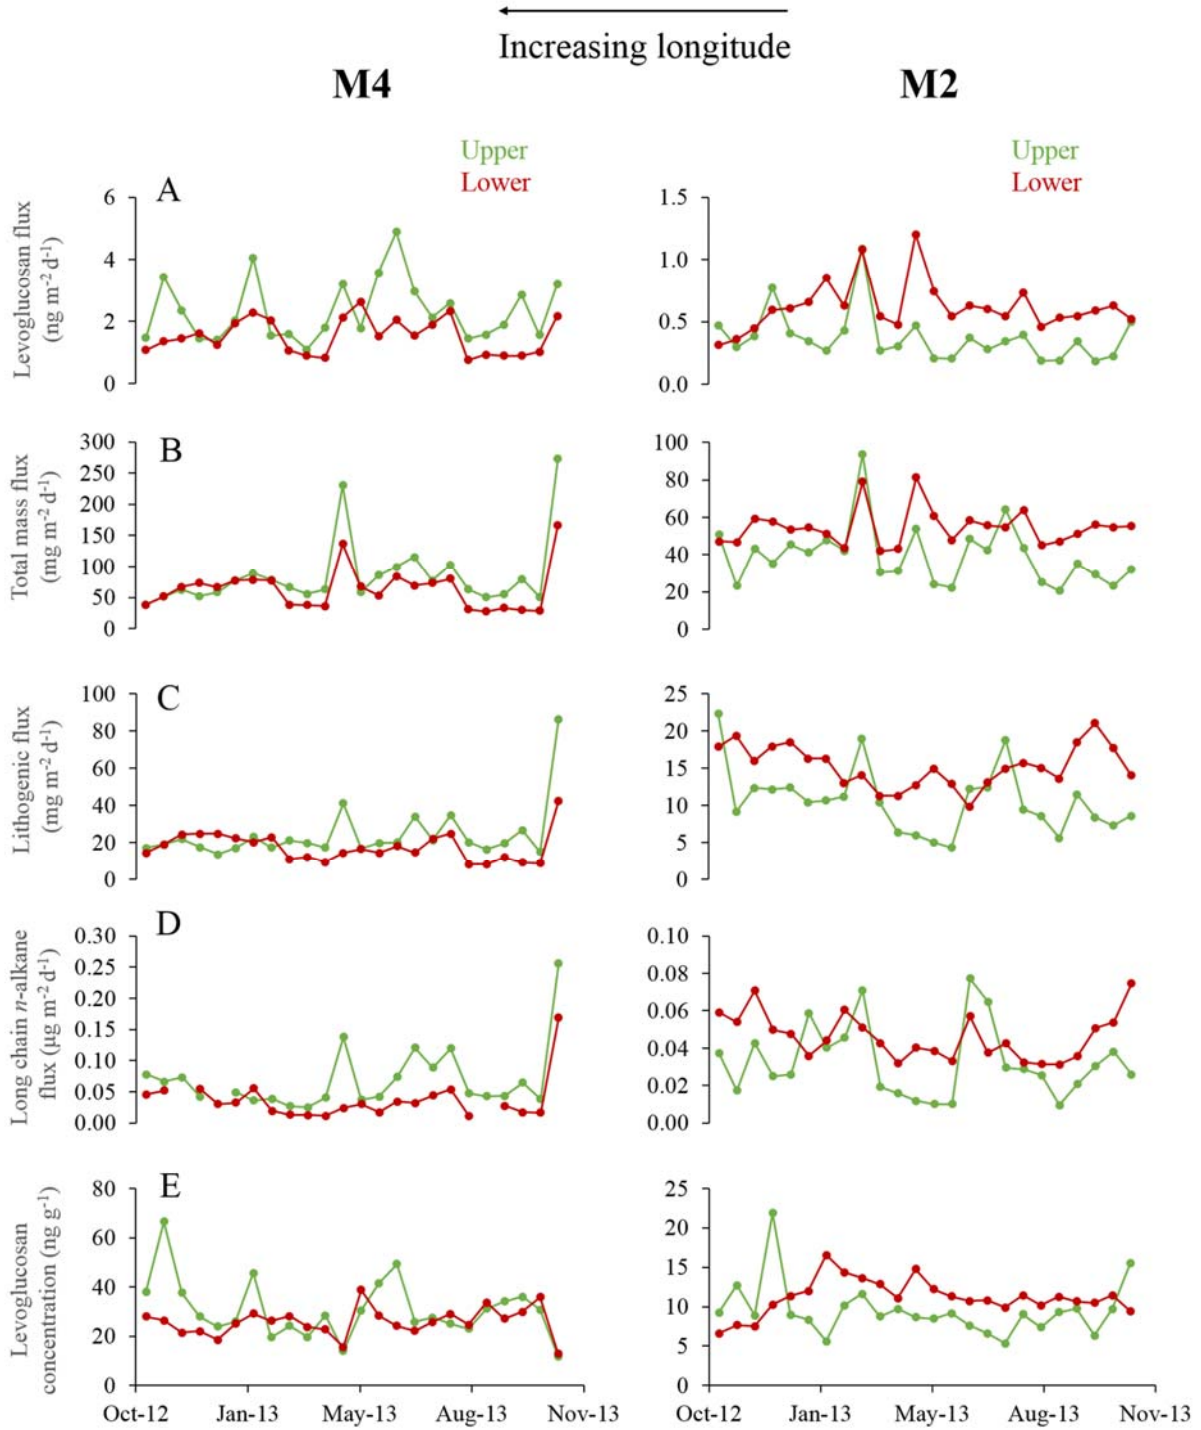 Increasing longitude
M4
M2
Upper
Lower
Upper
Lower
A
Levoglucosan flux
(ng m-2 d-1)
6
4
2
0
1.5
1.0
0.5
0.0
B
Total mass flux
(mg m-2 d-1)
300
250
200
150
100
50
0
100
80
60
40
20
0
C
Lithogenic flux
(mg m-2 d-1)
100
80
60
40
20
0
25
20
15
10
5
0
D
Long chain n-alkane
flux (µg m-2 d-1)
0.30
0.25
0.20
0.15
0.10
0.05
0.00
0.10
0.08
0.06
0.04
0.02
0.00
E
Levoglucosan
concentration (ng g-1)
80
60
40
20
0
25
20
15
10
5
0
Oct-12 Jan-13 May-13 Aug-13 Nov-13
Oct-12 Jan-13 May-13 Aug-13 Nov-13